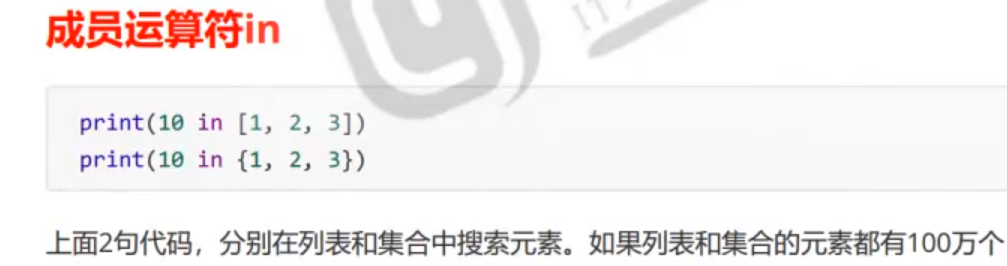 成员运算符in
print(10 in [1, 2, 3])
print(10 in {1, 2, 3})
上面2句代码，分别在列表和集合中搜索元素。如果列表和集合的元素都有100万个